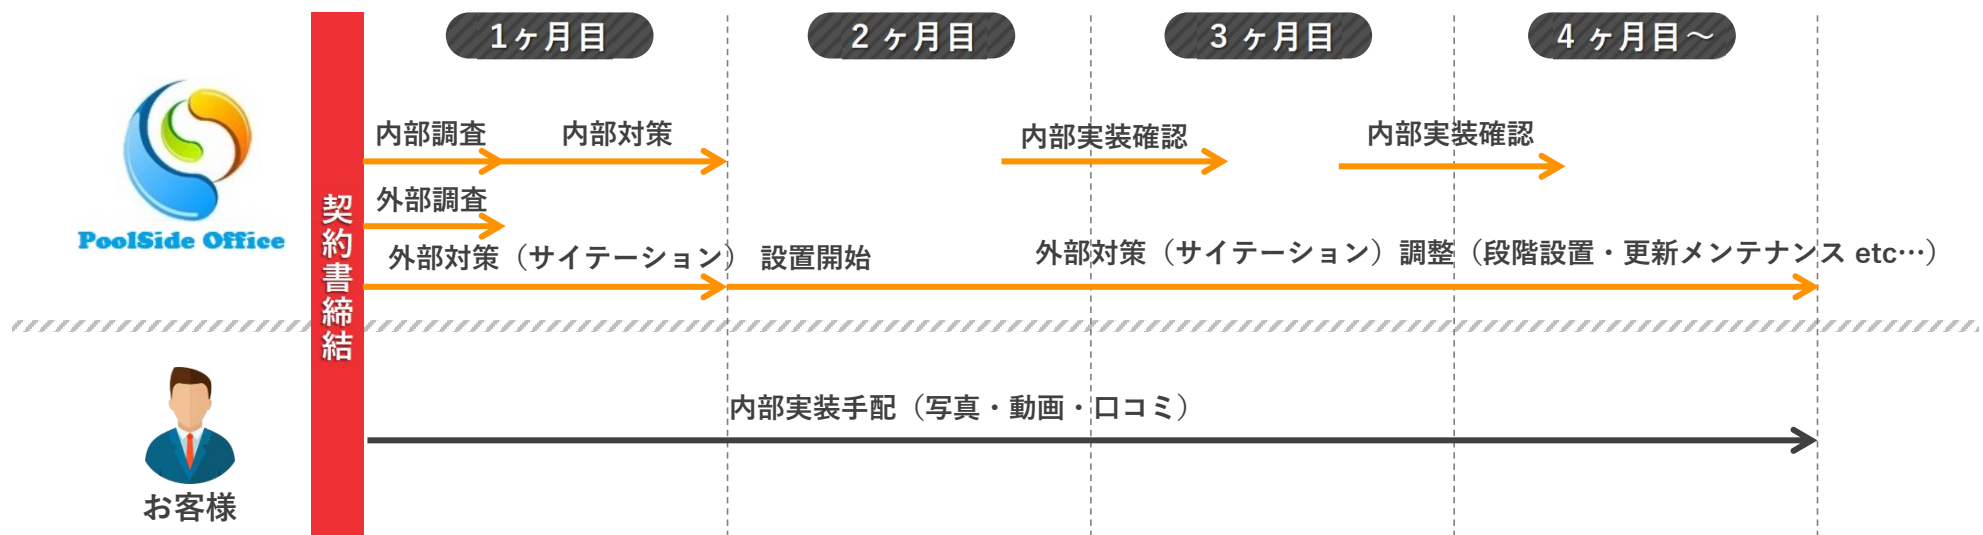 1ヶ月目
2 ヶ月目
3 ヶ月目
4 ヶ月目～
内部調査
内部対策
内部実装確認
内部実装確認
外部調査
外部対策（サイテーション） 設置開始
外部対策（サイテーション）調整（段階設置・更新メンテナンス etc…）
PoolSide Office
契約書締結
内部実装手配（写真・動画・口コミ）
お客様